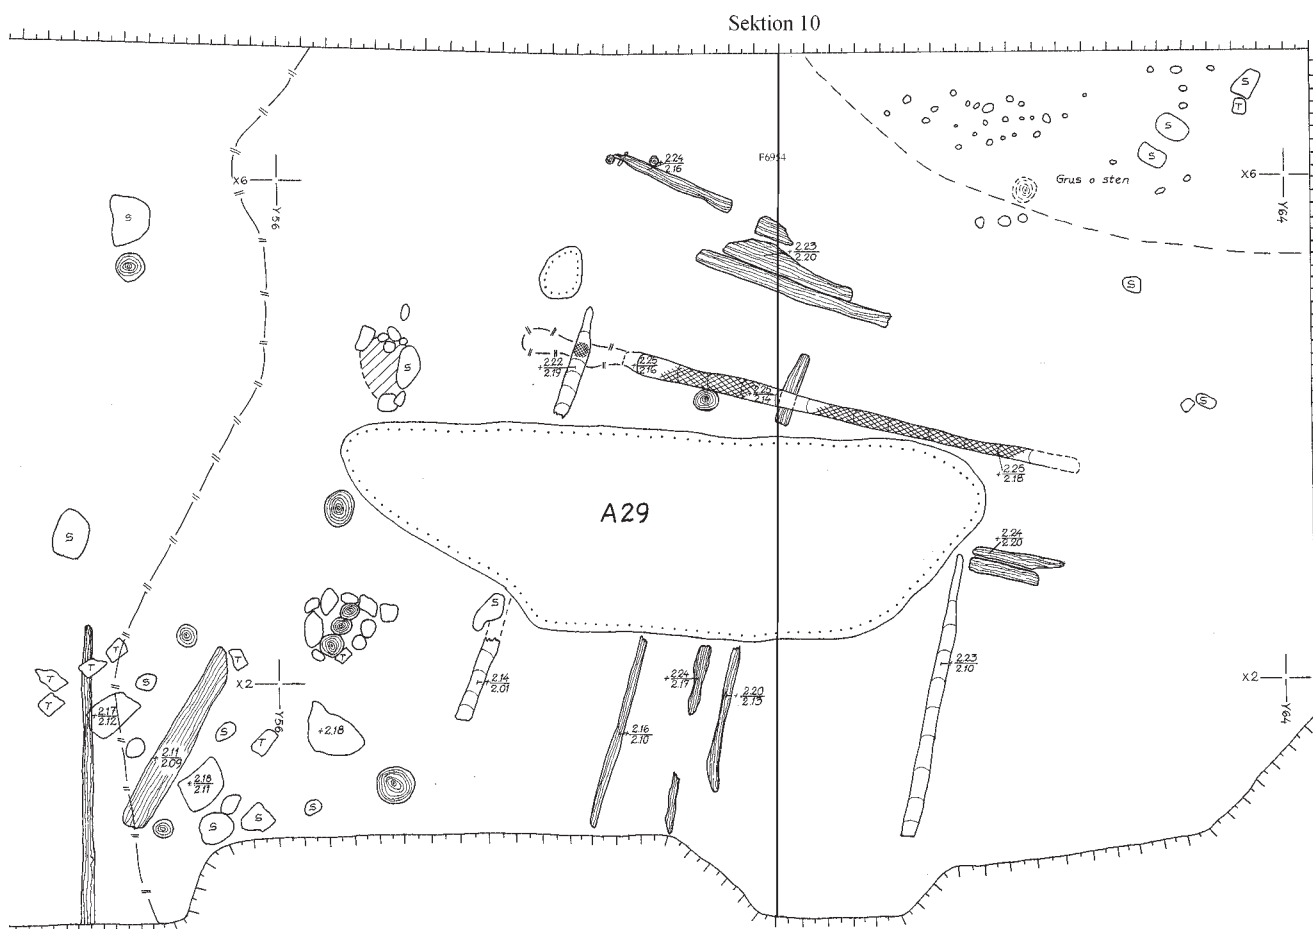 Sektion 10
S
T
S
S
2.24
2.16
F6954
X6
Y56
Grus o sten
X6
Y64
S
2.23
2.20
S
S
+2.22
2.19
+2.25
2.16
+2.25
2.14
S
+2.25
2.18
A29
S
+2.24
2.20
S
T
T
T
T
S
T
X2
Y56
+2.14
2.01
+2.24
2.17
+2.20
2.13
+2.23
2.10
X2
Y64
+2.17
2.12
+2.18
S
T
+2.16
2.10
+2.11
2.09
+2.18
2.11
S
S
S